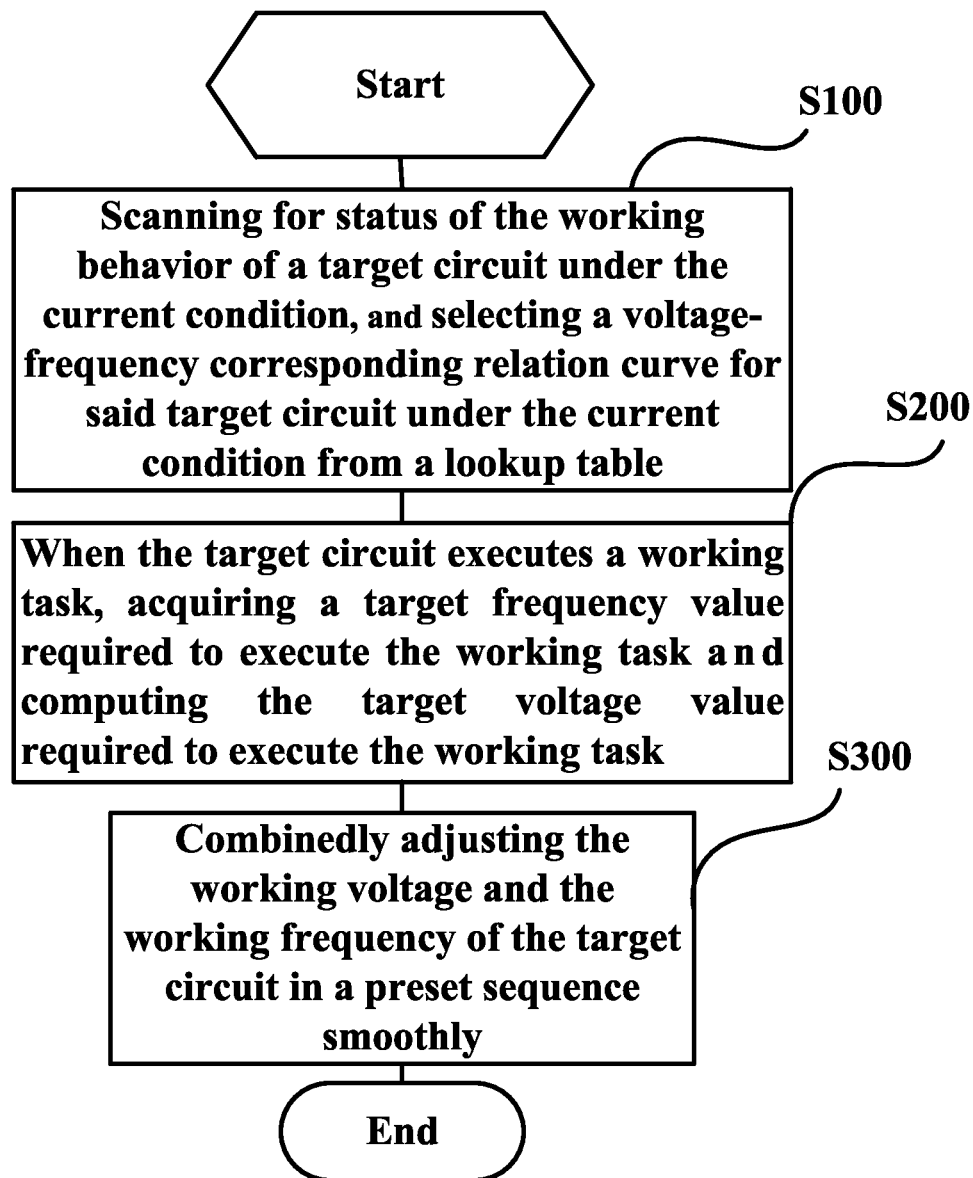 Start
S100
Scanning for status of the working
behavior of a target circuit under the
current condition, and selecting a voltage-
frequency corresponding relation curve for
said target circuit under the current
condition from a lookup table
S200
When the target circuit executes a working
task, acquiring a target frequency value
required to execute the working task and
computing the target voltage value
required to execute the working task
S300
Combinedly adjusting the
working voltage and the
working frequency of the target
circuit in a preset sequence
smoothly
End